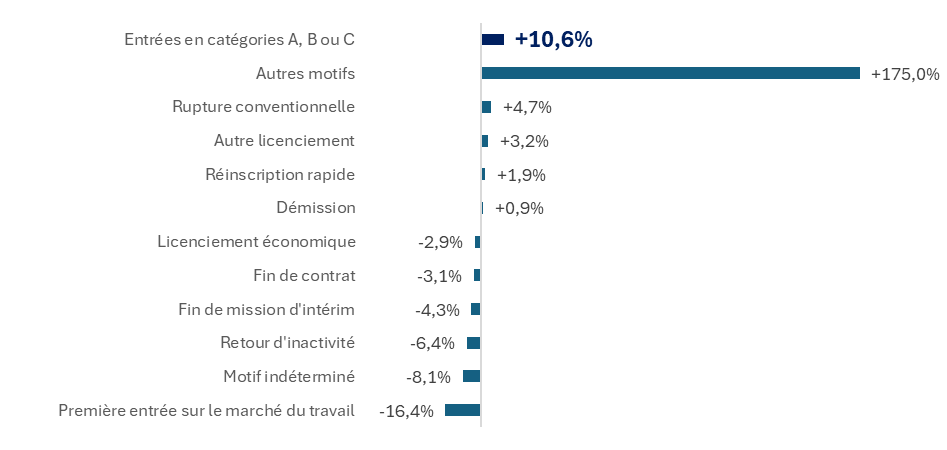 Entrées en catégories A, B ou C +10,6%
Autres motifs +175,0%
Rupture conventionnelle +4,7%
Autre licenciement +3,2%
Réinscription rapide +1,9%
Démission +0,9%
Licenciement économique -2,9%
Fin de contrat -3,1%
Fin de mission d'intérim -4,3%
Retour d'inactivité -6,4%
Motif indéterminé -8,1%
Première entrée sur le marché du travail -16,4%